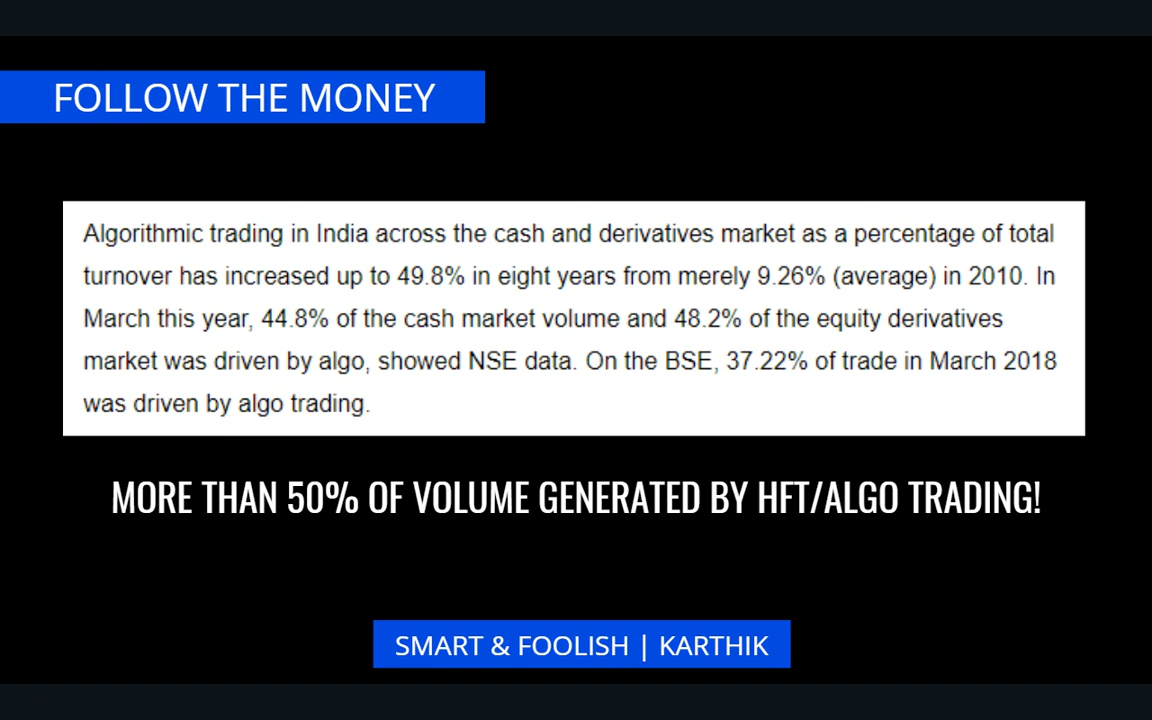 FOLLOW THE MONEY
Algorithmic trading in India across the cash and derivatives market as a percentage of total
turnover has increased up to 49.8% in eight years from merely 9.26% (average) in 2010. In
March this year, 44.8% of the cash market volume and 48.2% of the equity derivatives
market was driven by algo, showed NSE data. On the BSE, 37.22% of trade in March 2018
was driven by algo trading.
MORE THAN 50% OF VOLUME GENERATED BY HFT/ALGO TRADING!
SMART & FOOLISH | KARTHIK